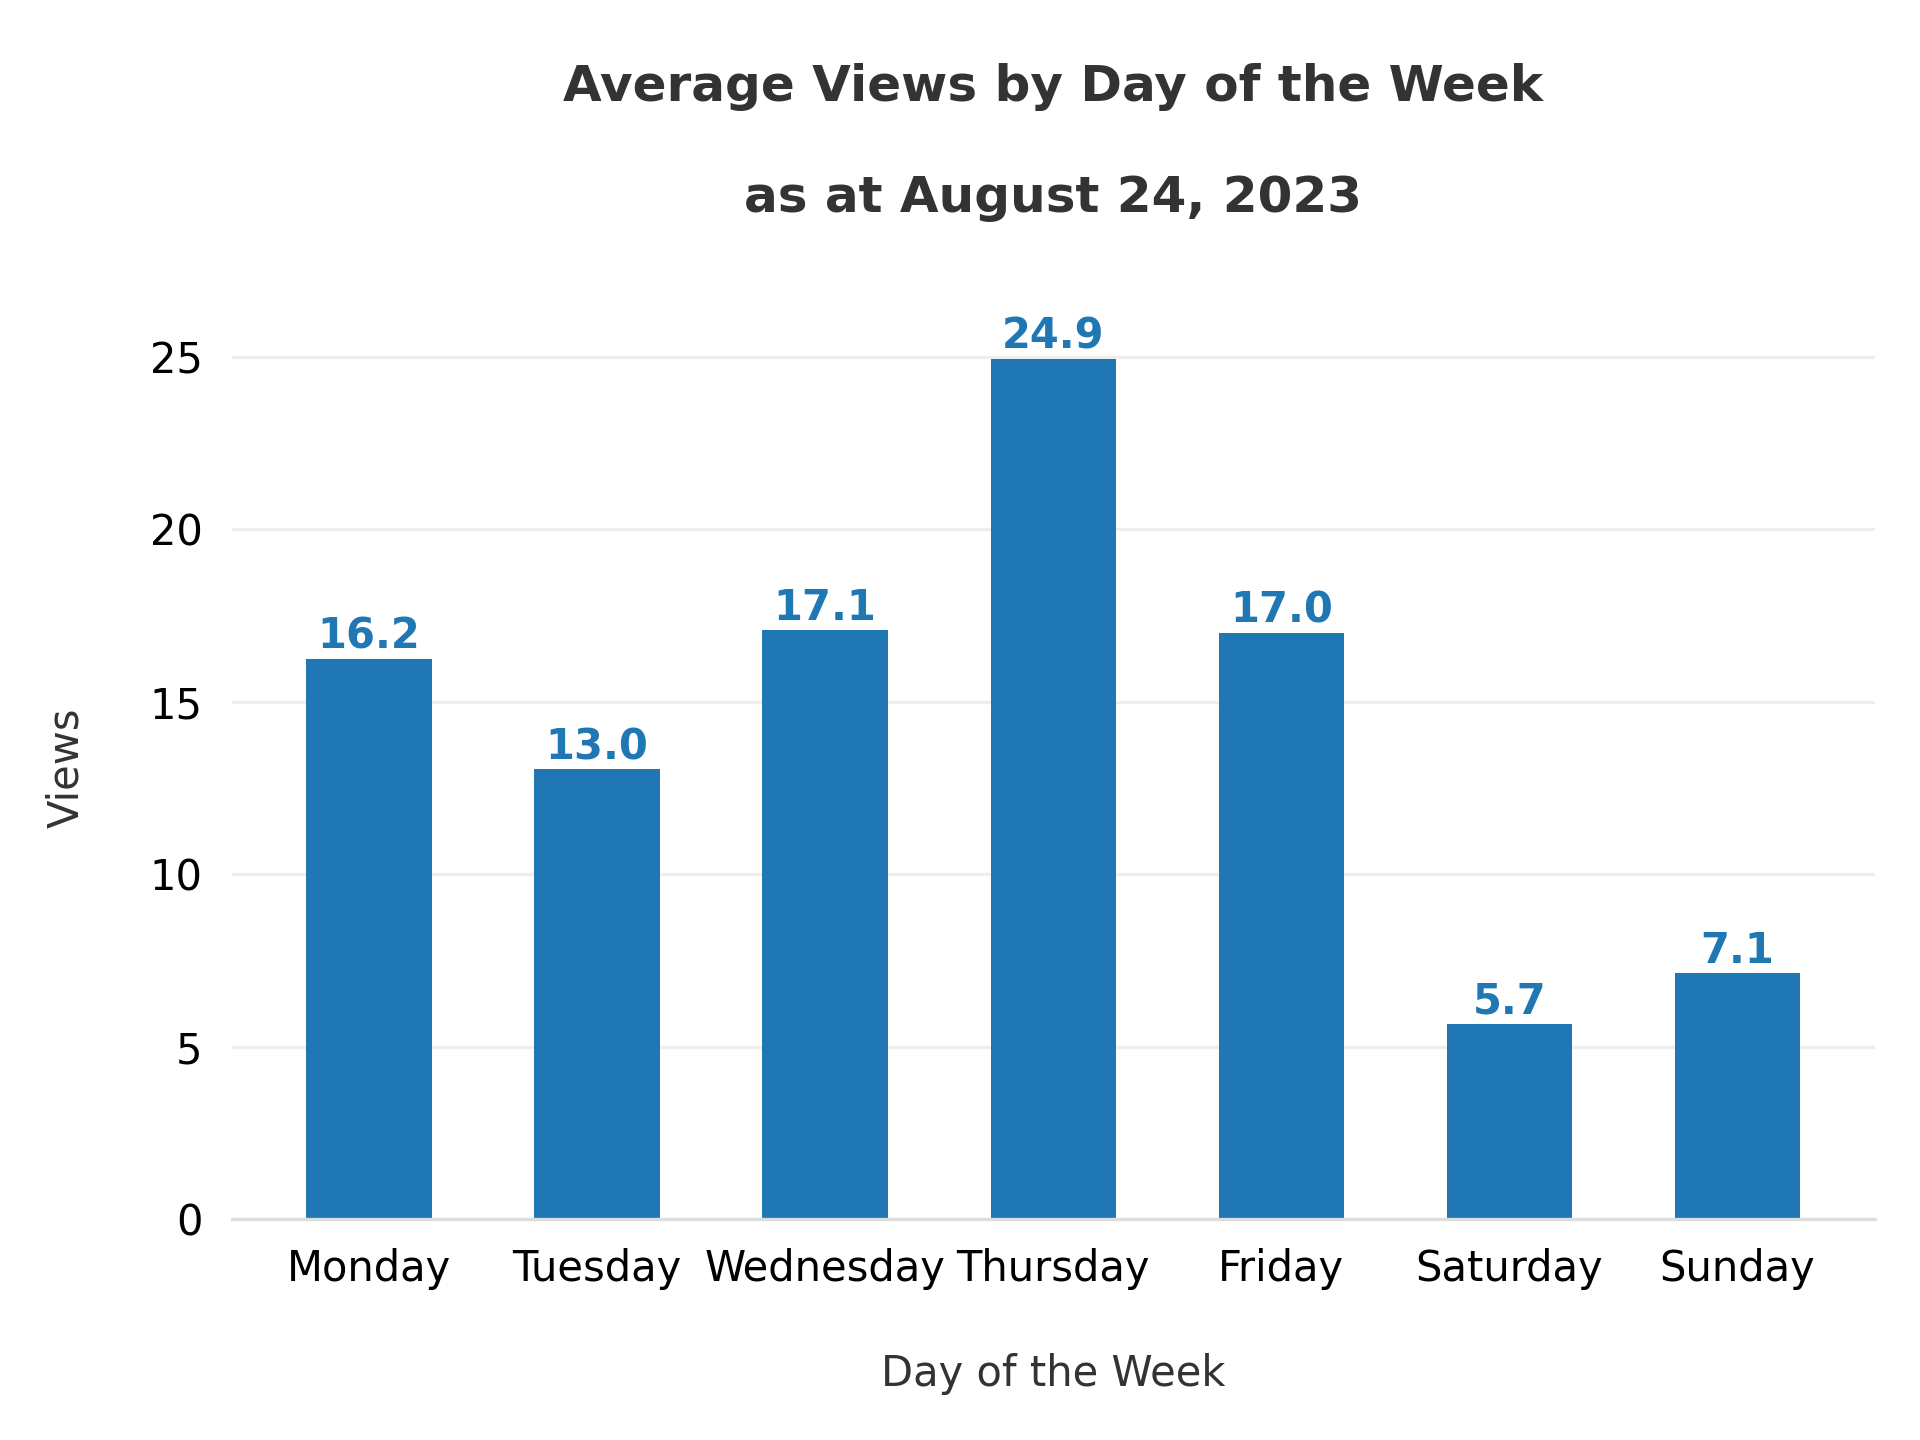 Average Views by Day of the Week
as at August 24, 2023
24.9
25
20
17.1
17.0
16.2
15
13.0
10
7.1
5.7
5
0
Views
Monday Tuesday Wednesday Thursday Friday Saturday Sunday
Day of the Week